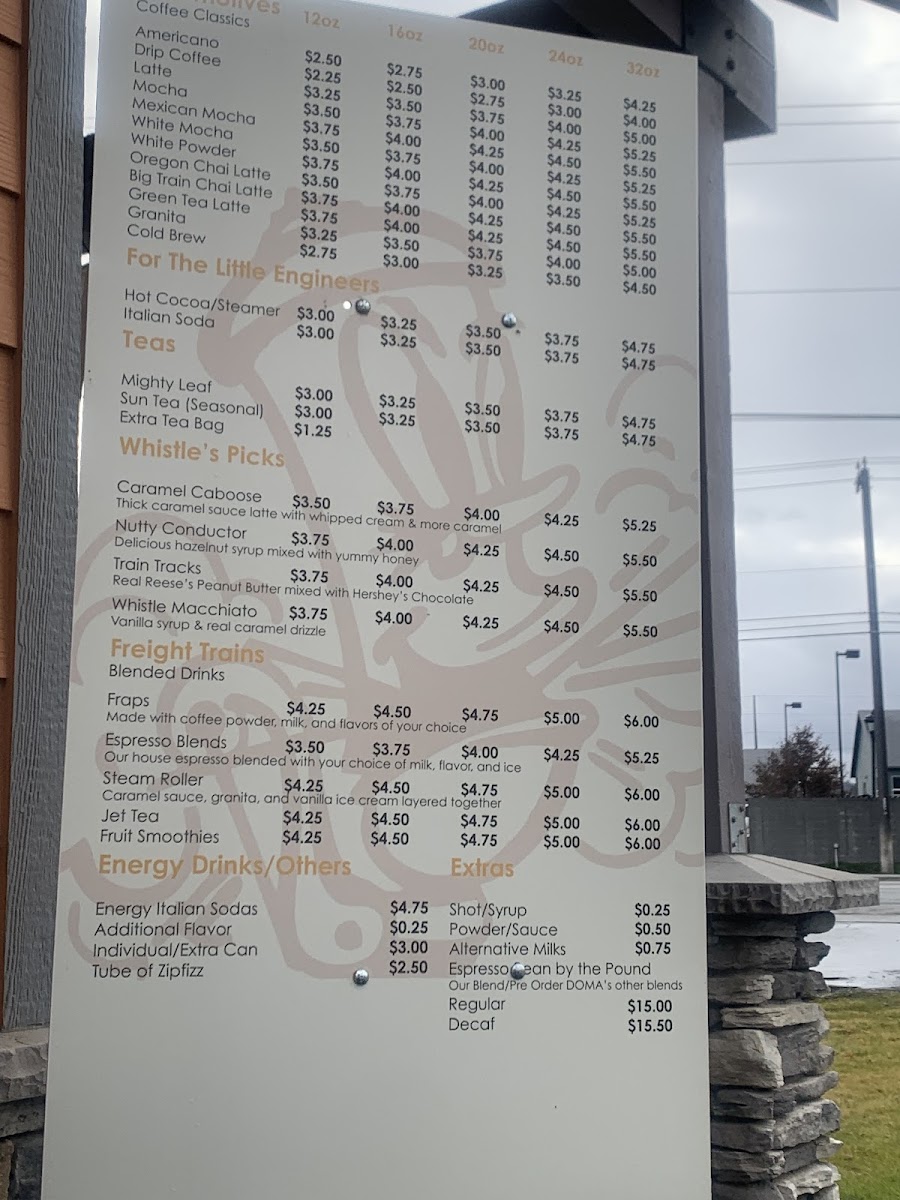 Coffee Classics 12oz 16oz 20oz 24oz 32oz
Americano $2.50 $2.75 $3.00 $3.25 $4.25
Drip Coffee $2.25 $2.50 $2.75 $3.00 $4.00
Latte $3.25 $3.50 $3.75 $4.00 $5.00
Mocha $3.50 $3.75 $4.00 $4.25 $5.25
Mexican Mocha $3.75 $4.00 $4.25 $4.50 $5.50
White Mocha $3.50 $3.75 $4.00 $4.25 $5.25
White Powder $3.75 $4.00 $4.25 $4.50 $5.50
Oregon Chai Latte $3.50 $3.75 $4.00 $4.25 $5.25
Big Train Chai Latte $3.75 $4.00 $4.25 $4.50 $5.50
Green Tea Latte $3.75 $4.00 $4.25 $4.50 $5.50
Granita $3.25 $3.50 $3.75 $4.00 $5.00
Cold Brew $2.75 $3.00 $3.25 $3.50 $4.50
For The Little Engineers
Hot Cocoa/Steamer $3.00 $3.25 $3.50 $3.75 $4.75
Italian Soda $3.00 $3.25 $3.50 $3.75 $4.75
Teas
Mighty Leaf $3.00 $3.25 $3.50 $3.75 $4.75
Sun Tea (Seasonal) $3.00 $3.25 $3.50 $3.75 $4.75
Extra Tea Bag $1.25
Whistle's Picks
Caramel Caboose $3.50 $3.75 $4.00 $4.25 $5.25
Thick caramel sauce latte with whipped cream & more caramel
Nutty Conductor $3.75 $4.00 $4.25 $4.50 $5.50
Delicious hazelnut syrup mixed with yummy honey
Train Tracks $3.75 $4.00 $4.25 $4.50 $5.50
Real Reese's Peanut Butter mixed with Hershey's Chocolate
Whistle Macchiato $3.75 $4.00 $4.25 $4.50 $5.50
Vanilla syrup & real caramel drizzle
Freight Trains
Blended Drinks
Fraps $4.25 $4.50 $4.75 $5.00 $6.00
Made with coffee powder, milk, and flavors of your choice
Espresso Blends $3.50 $3.75 $4.00 $4.25 $5.25
Our house espresso blended with your choice of milk, flavor, and ice
Steam Roller $4.25 $4.50 $4.75 $5.00 $6.00
Caramel sauce, granita, and vanilla ice cream layered together
Jet Tea $4.25 $4.50 $4.75 $5.00 $6.00
Fruit Smoothies $4.25 $4.50 $4.75 $5.00 $6.00
Energy Drinks/Others
Energy Italian Sodas $4.75
Additional Flavor $0.25
Individual/Extra Can $3.00
Tube of Zipfizz $2.50
Extras
Shot/Syrup $0.25
Powder/Sauce $0.50
Alternative Milks $0.75
Espresso ean by the Pound
Our Blend/Pre Order DOMA's other blends
Regular $15.00
Decaf $15.50